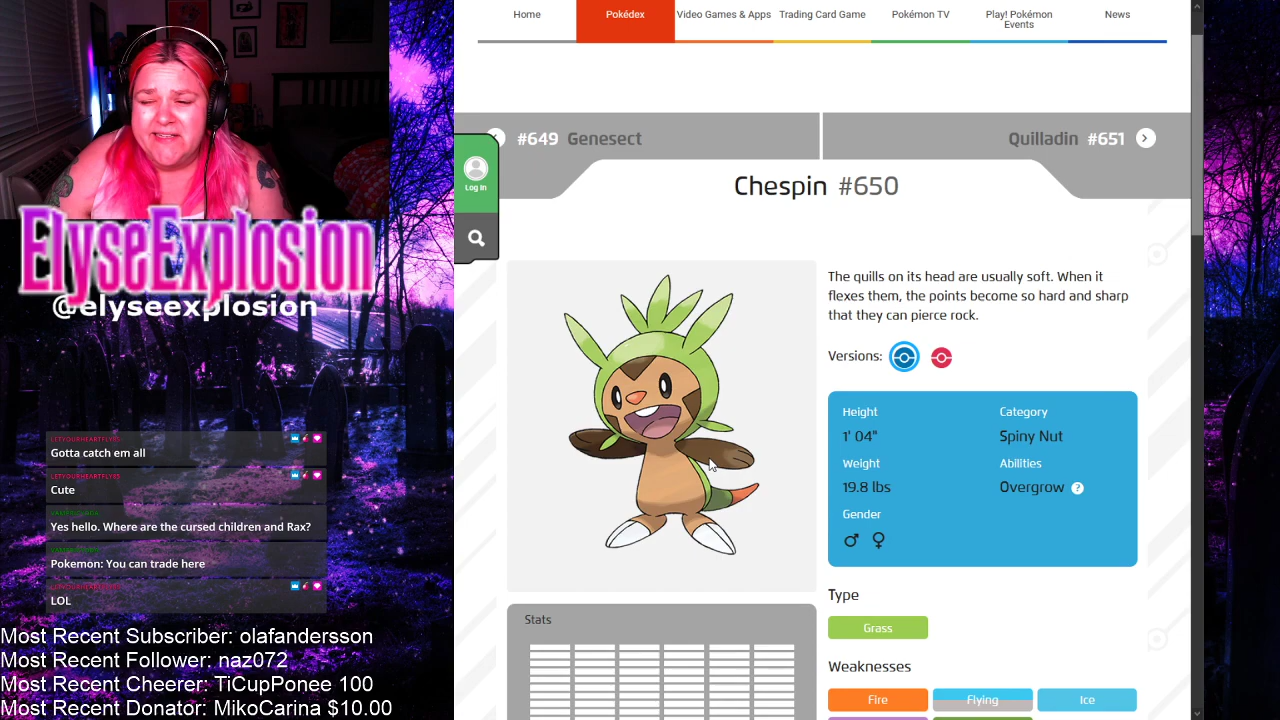 Home
Pokédex
Video Games & Apps
Trading Card Game
Pokémon TV
Play! Pokémon
Events
News
#649 Genesect
Quilladin #651
Chespin #650
Log In
The quills on its head are usually soft. When it
flexes them, the points become so hard and sharp
that they can pierce rock.
Versions:
Height
1' 04"
Category
Spiny Nut
Weight
19.8 lbs
Abilities
Overgrow ?
Gender
Type
Grass
Weaknesses
Fire
Flying
Ice
Stats
ElyseExplosion
@elyseexplosion
LETYOURHEARTFLY85
Gotta catch em all
LETYOURHEARTFLY85
Cute
Yes hello. Where are the cursed children and Rax?
Pokemon: You can trade here
LETYOURHEARTFLY85
LOL
Most Recent Subscriber: olafandersson
Most Recent Follower: naz072
Most Recent Cheerer: TiCupPonee 100
Most Recent Donator: MikoCarina $10.00